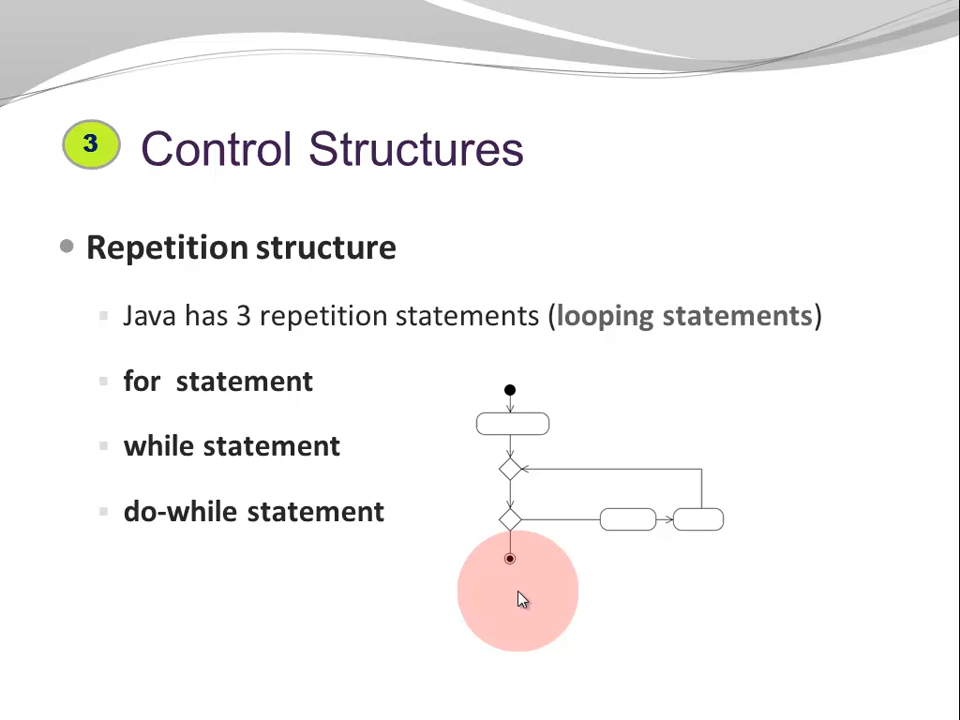 3
Control Structures
Repetition structure
Java has 3 repetition statements (looping statements)
for statement
while statement
do-while statement